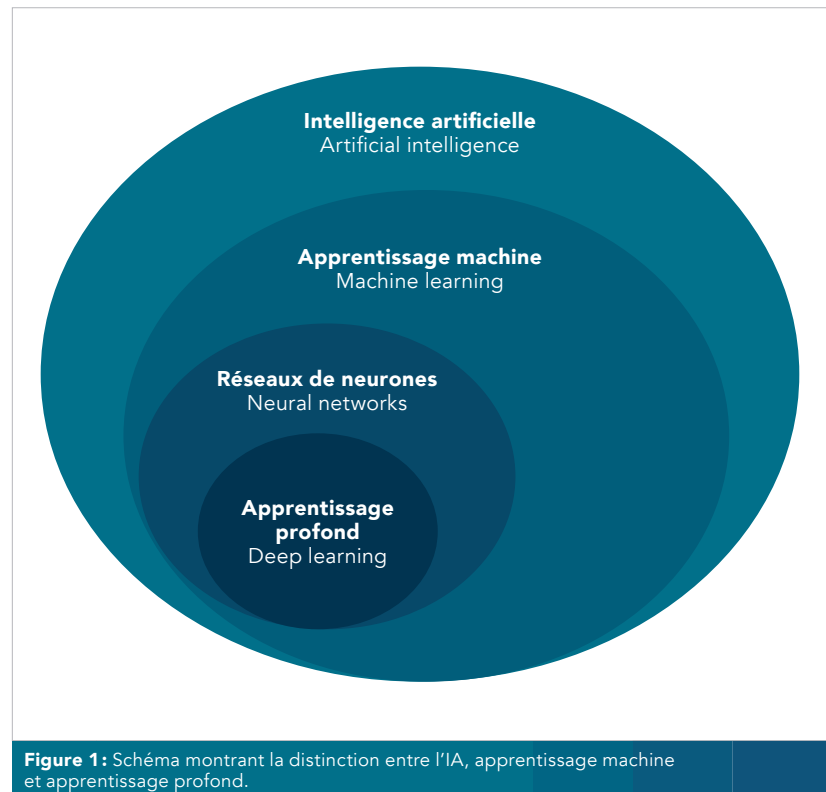 Intelligence artificielle
Artificial intelligence
Apprentissage machine
Machine learning
Réseaux de neurones
Neural networks
Apprentissage
profond
Deep learning
Figure 1 : Schéma montrant la distinction entre l’IA, apprentissage machine
et apprentissage profond.